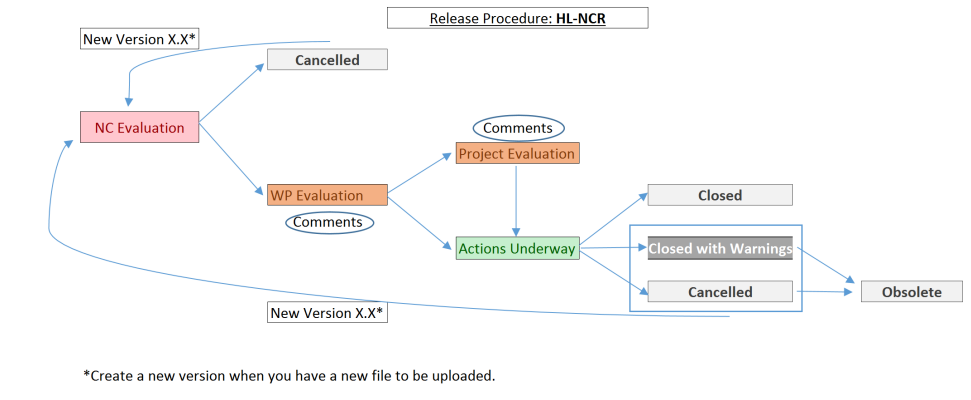 Release Procedure: HL-NCR
New Version X.X*
Cancelled
NC Evaluation
Comments
Project Evaluation
WP Evaluation
Comments
Closed
Actions Underway
Closed with Warnings
Cancelled
Obsolete
New Version X.X*
*Create a new version when you have a new file to be uploaded.